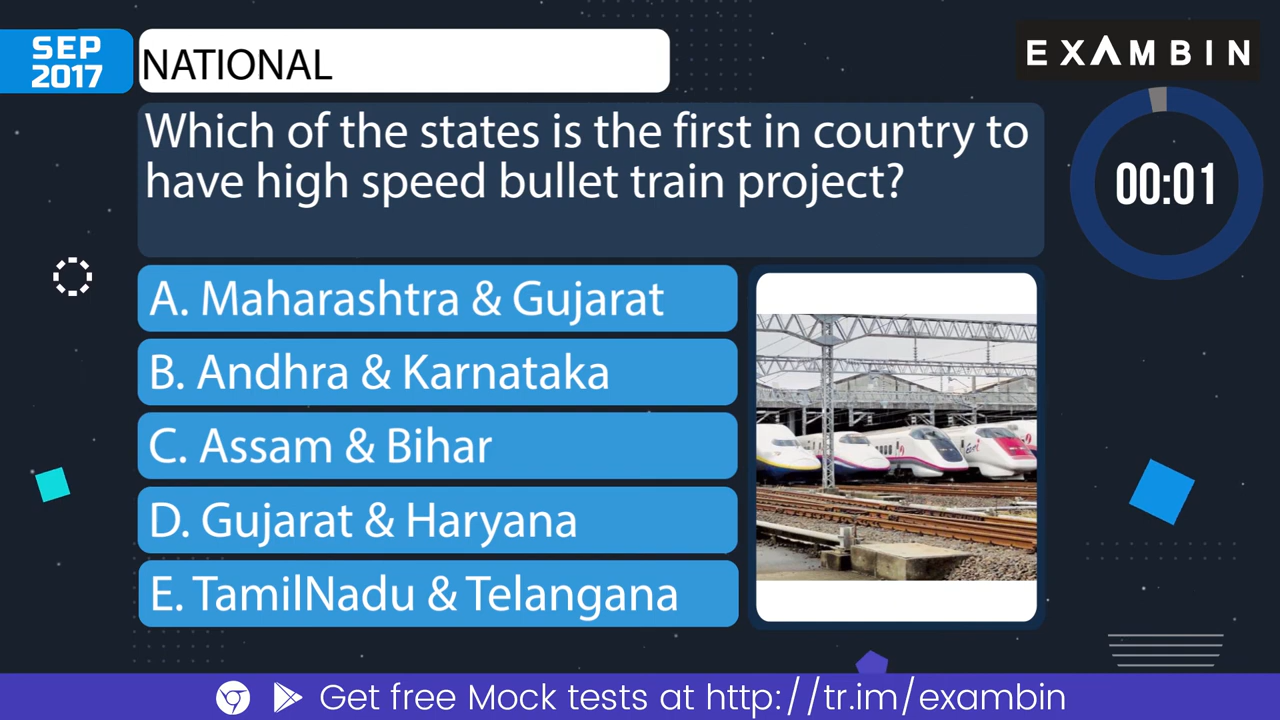 SEP
2017
NATIONAL
EXAMBIN
Which of the states is the first in country to
have high speed bullet train project?
00:01
A. Maharashtra & Gujarat
B. Andhra & Karnataka
C. Assam & Bihar
D. Gujarat & Haryana
E. TamilNadu & Telangana
Get free Mock tests at http://tr.im/exambin